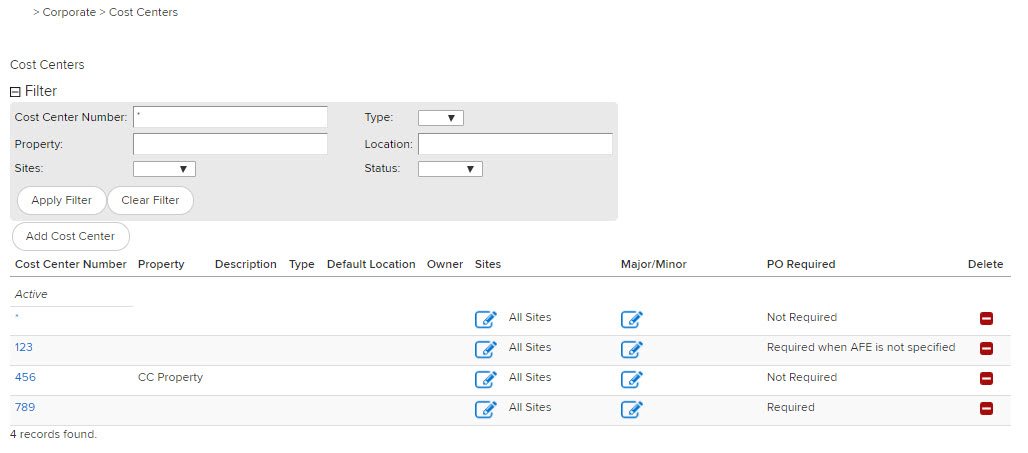 > Corporate > Cost Centers
Cost Centers
Filter
Cost Center Number: * Type:
Property: Location:
Sites: Status:
Apply Filter Clear Filter
Add Cost Center
Cost Center Number Property Description Type Default Location Owner Sites Major/Minor PO Required Delete
Active
* All Sites Not Required
123 All Sites Required when AFE is not specified
456 CC Property All Sites Not Required
789 All Sites Required
4 records found.